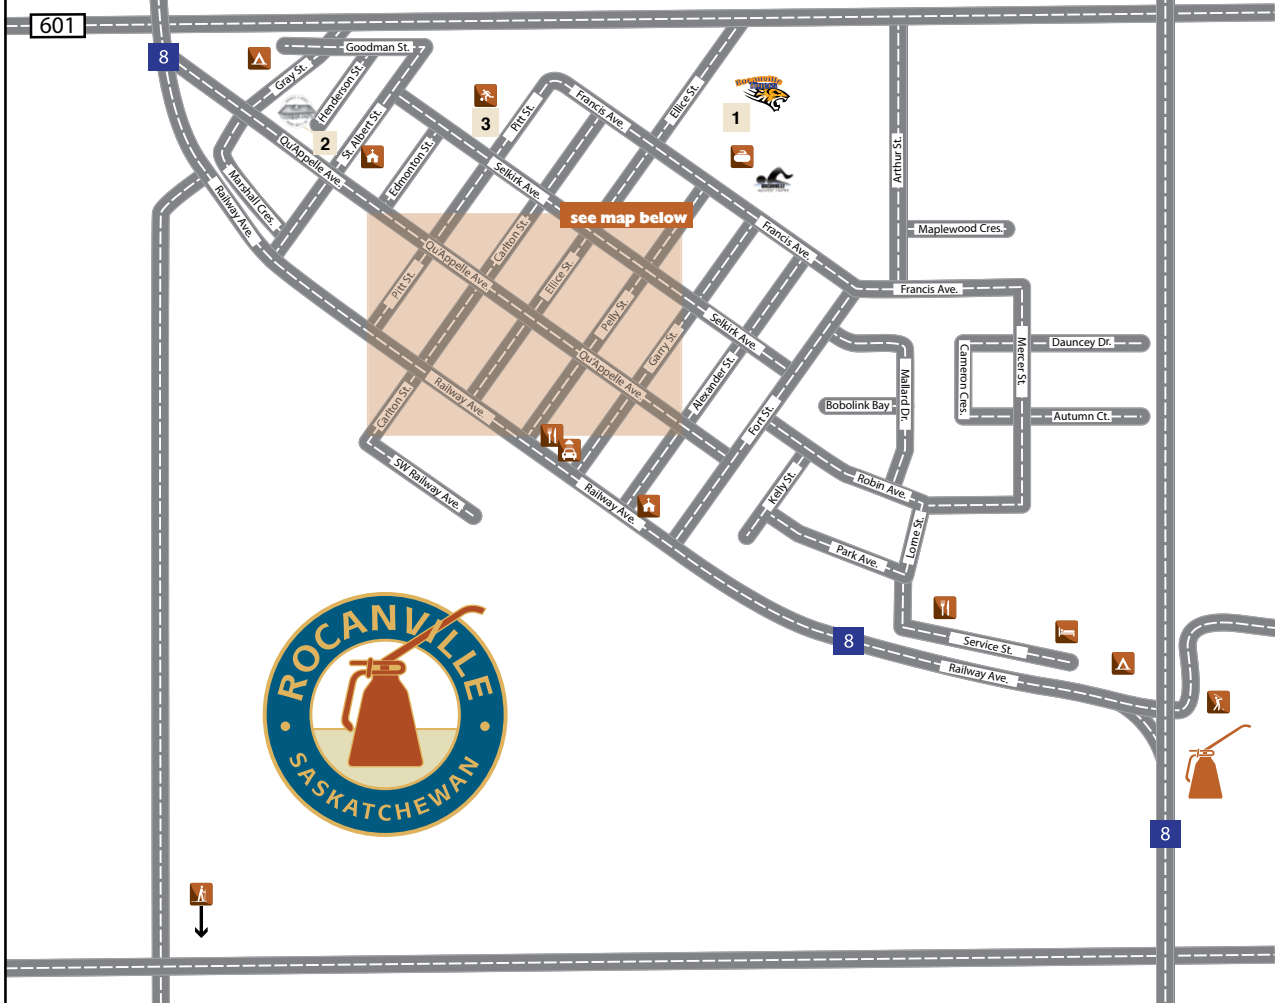 601
8
Goodman St.
Gray St.
Henderson St.
St. Albert St.
2
3
Pitt St.
Francis Ave.
Ellice St.
Rocanville
Tigers
1
Arthur St.
Qu'Appelle Ave.
Edmonton St.
Selkirk Ave.
Marshall Cres.
Railway Ave.
see map below
Maplewood Cres.
Francis Ave.
Carlton St.
Qu'Appelle Ave.
Ellice St.
Pitt St.
Francis Ave.
Pelly St.
Selkirk Ave.
Garry St.
Dauncey Dr.
Mercer St.
Cameron Cres.
Qu'Appelle Ave.
Alexander St.
Mallard Dr.
Bobolink Bay
Autumn Ct.
Railway Ave.
Carlton St.
Fort St.
SW Railway Ave.
Railway Ave.
Kelly St.
Robin Ave.
Lorne St.
Park Ave.
ROCANVILLE
SASKATCHEWAN
8
Service St.
Railway Ave.
8